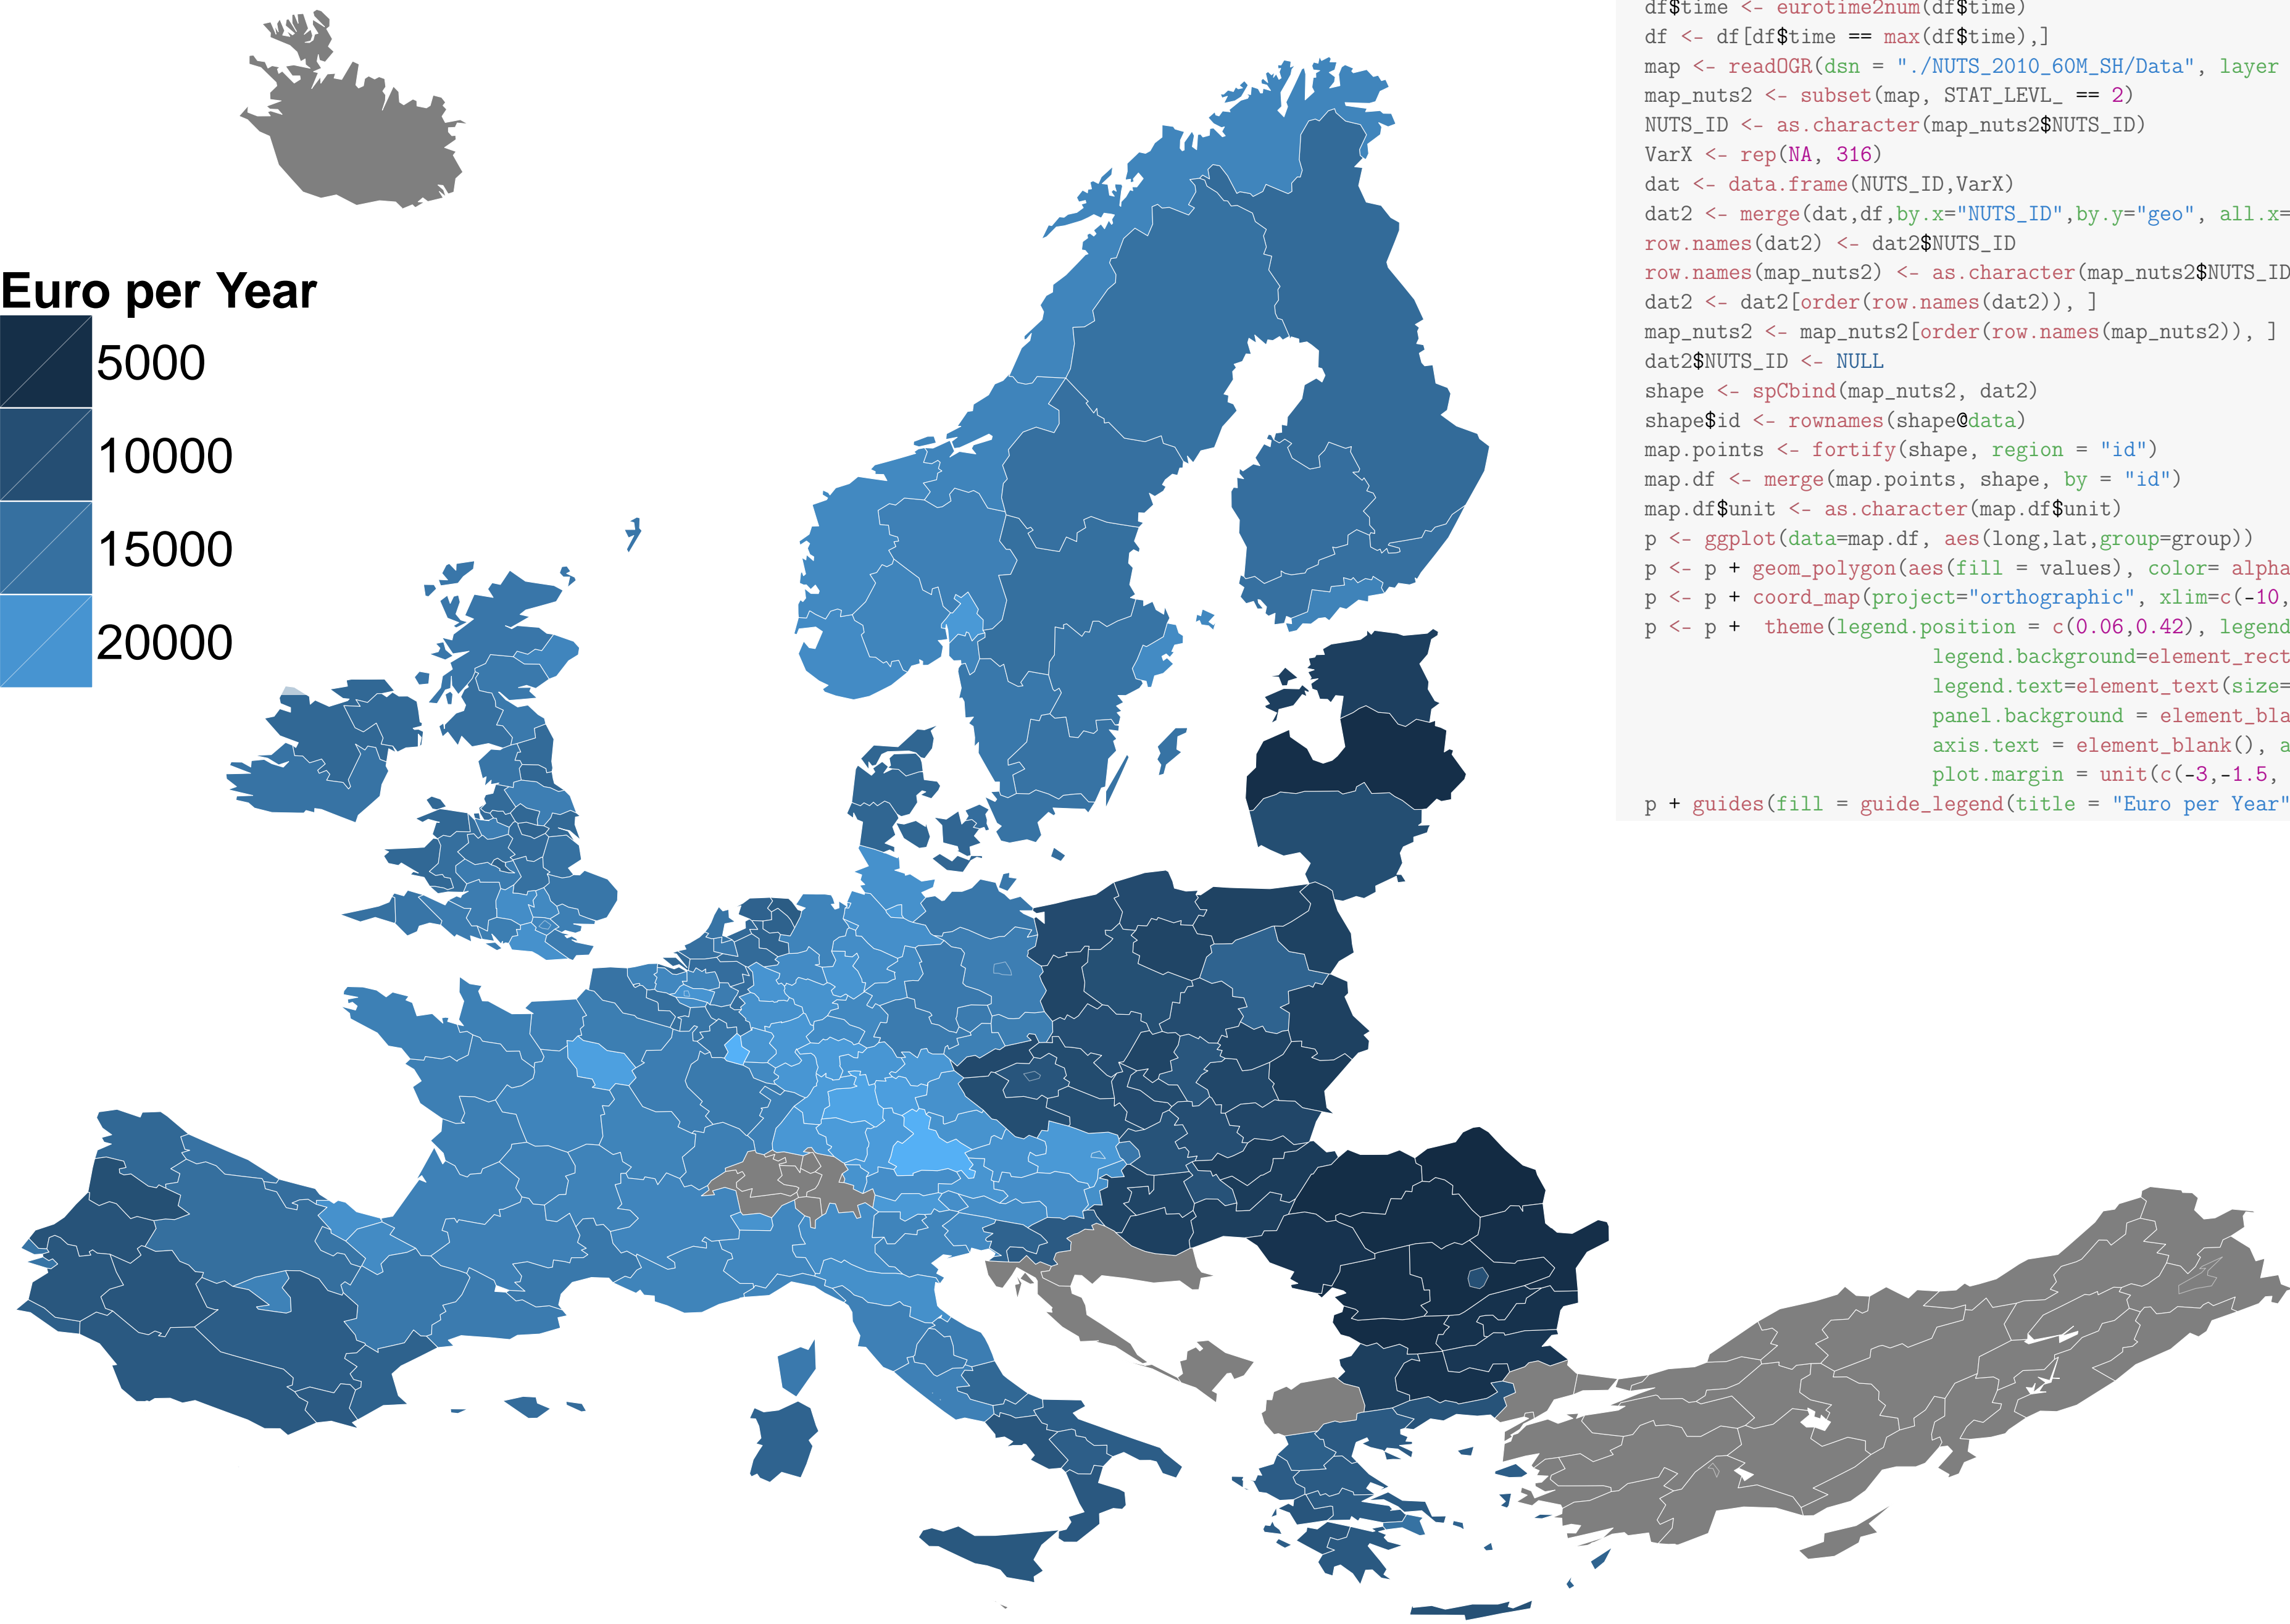 df$time <- eurotime2num(df$time)
df <- df[df$time == max(df$time),]
map <- readOGR(dsn = "./NUTS_2010_60M_SH/Data", layer
map_nuts2 <- subset(map, STAT_LEVL_ == 2)
NUTS_ID <- as.character(map_nuts2$NUTS_ID)
VarX <- rep(NA, 316)
dat <- data.frame(NUTS_ID,VarX)
dat2 <- merge(dat,df,by.x="NUTS_ID",by.y="geo", all.x=
row.names(dat2) <- dat2$NUTS_ID
row.names(map_nuts2) <- as.character(map_nuts2$NUTS_ID
dat2 <- dat2[order(row.names(dat2)), ]
map_nuts2 <- map_nuts2[order(row.names(map_nuts2)), ]
dat2$NUTS_ID <- NULL
shape <- spCbind(map_nuts2, dat2)
shape$id <- rownames(shape@data)
map.points <- fortify(shape, region = "id")
map.df <- merge(map.points, shape, by = "id")
map.df$unit <- as.character(map.df$unit)
p <- ggplot(data=map.df, aes(long,lat,group=group))
p <- p + geom_polygon(aes(fill = values), color= alpha
p <- p + coord_map(project="orthographic", xlim=c(-10,
p <- p +  theme(legend.position = c(0.06,0.42), legend
legend.background=element_rect
legend.text=element_text(size=
panel.background = element_bla
axis.text = element_blank(), a
plot.margin = unit(c(-3,-1.5,
p + guides(fill = guide_legend(title = "Euro per Year"
Euro per Year
5000
10000
15000
20000